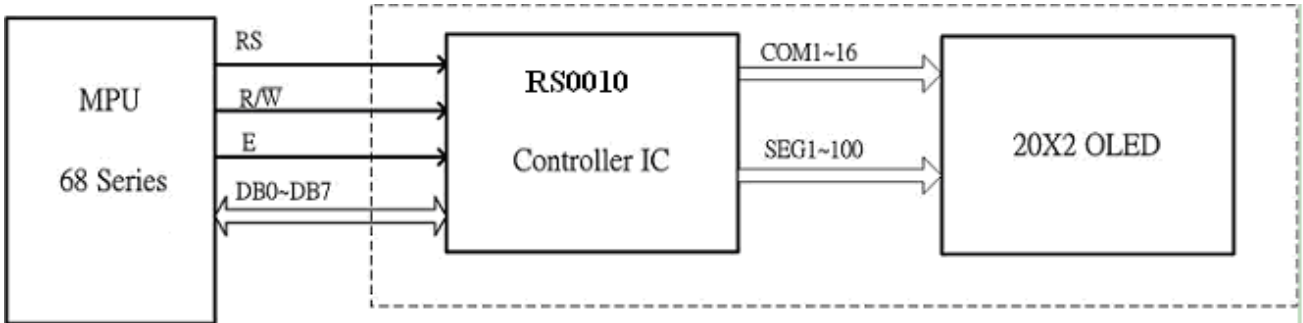 MPU
68 Series
RS
R/W
E
DB0~DB7
RS0010
Controller IC
COM1~16
SEG1~100
20X2 OLED